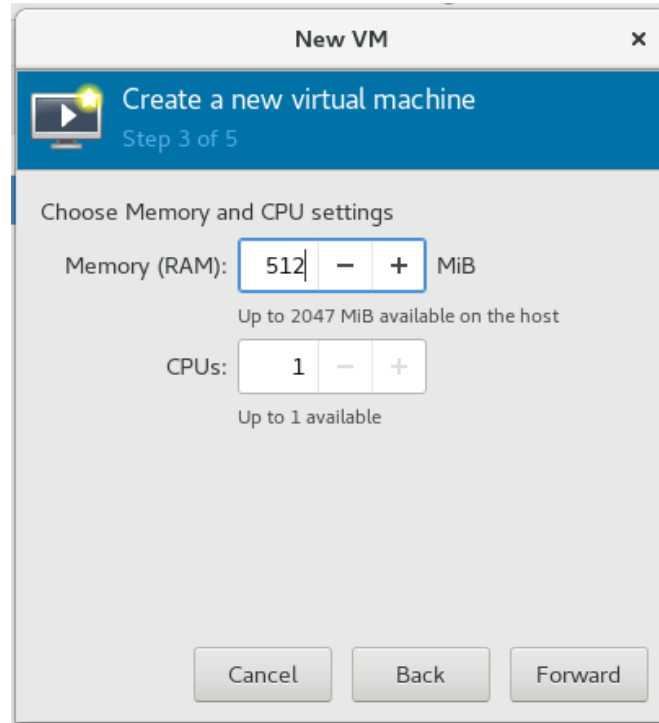 New VM ×
Create a new virtual machine
Step 3 of 5
Choose Memory and CPU settings
Memory (RAM): 512 − + MiB
Up to 2047 MiB available on the host
CPUs: 1 − +
Up to 1 available
Cancel Back Forward